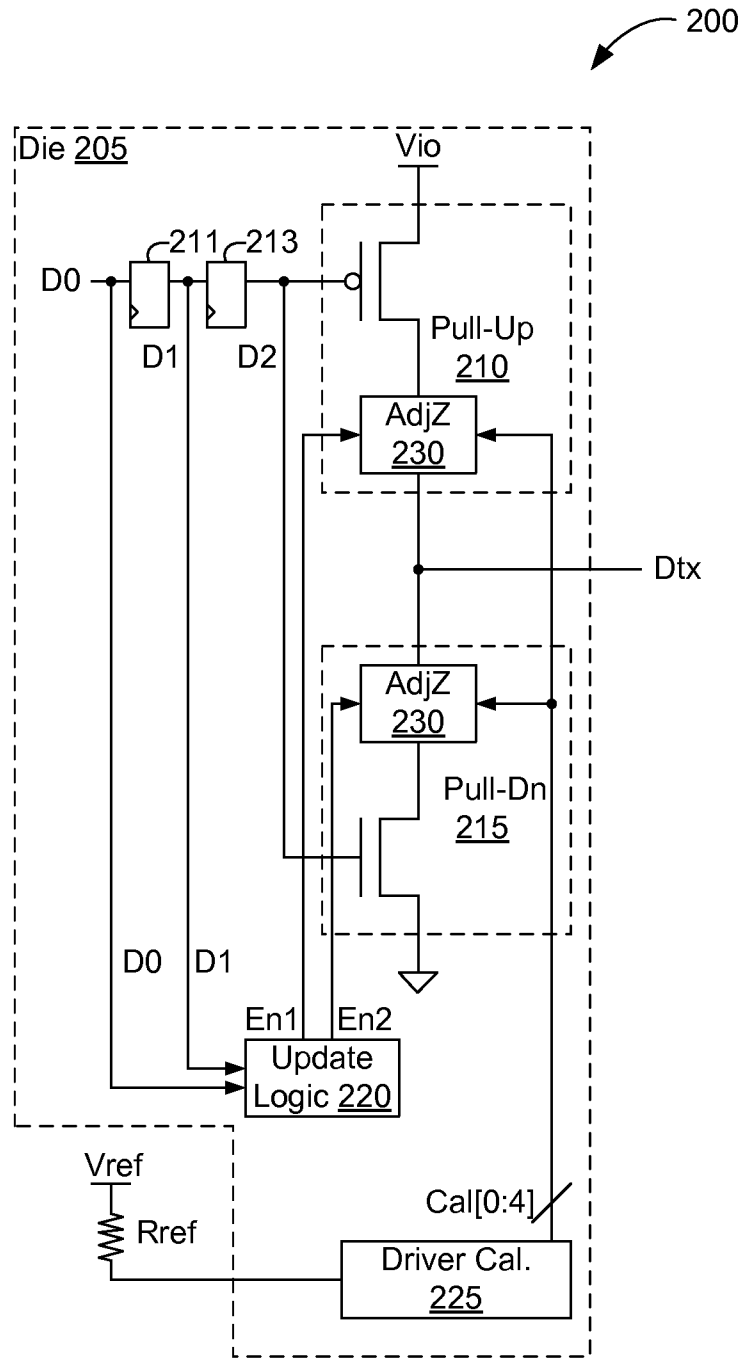 200
Die 205
Vio
211
213
D0
D1
D2
Pull-Up
210
AdjZ
230
Dtx
AdjZ
230
Pull-Dn
215
D0
D1
En1
En2
Update
Logic 220
Vref
Rref
Cal[0:4]
Driver Cal.
225